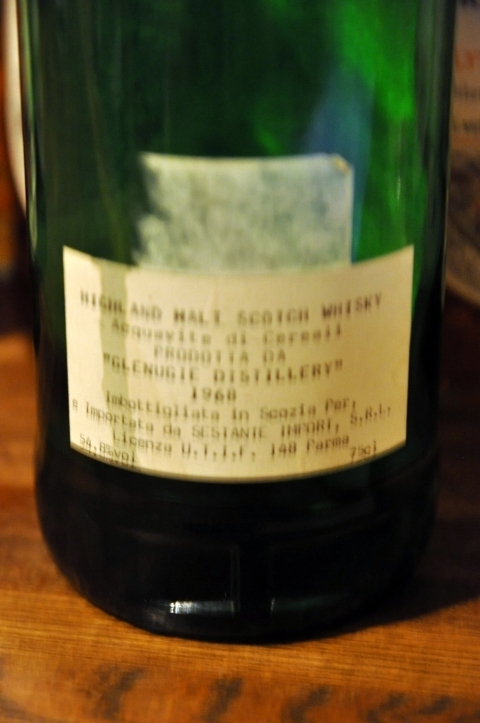 HIGHLAND MALT SCOTCH WHISKY
Acquavite di Cereali
PRODOTTA DA
"GLENUGIE DISTILLERY"
1968
Imbottigliata in Scozia Per,
e Importata da SESTANTE IMPORT, S.R.L.
Licenza U.T.I.F. 140 Parma
54,8%vol 75cl